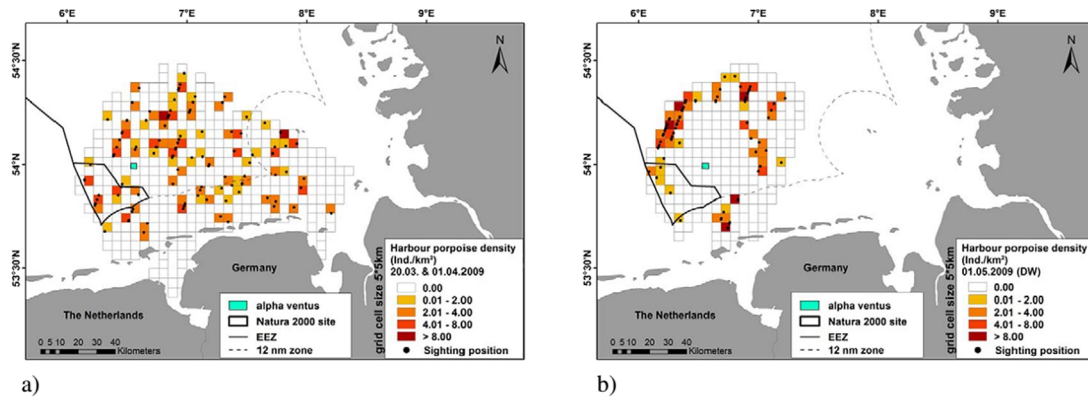 6°E 7°E 8°E 9°E
54°30'N
54°N
53°30'N
N
Germany
The Netherlands
0 5 10 20 30 40
Kilometers
alpha ventus
Natura 2000 site
EEZ
12 nm zone
Harbour porpoise density
(Ind./km²)
20.03. & 01.04.2009
0.00
0.01 - 2.00
2.01 - 4.00
4.01 - 8.00
> 8.00
Sighting position
grid cell size 5*5km
a)
6°E 7°E 8°E 9°E
54°30'N
54°N
53°30'N
N
Germany
The Netherlands
0 5 10 20 30 40
Kilometers
alpha ventus
Natura 2000 site
EEZ
12 nm zone
Harbour porpoise density
(Ind./km²)
01.05.2009 (DW)
0.00
0.01 - 2.00
2.01 - 4.00
4.01 - 8.00
> 8.00
Sighting position
grid cell size 5*5km
b)